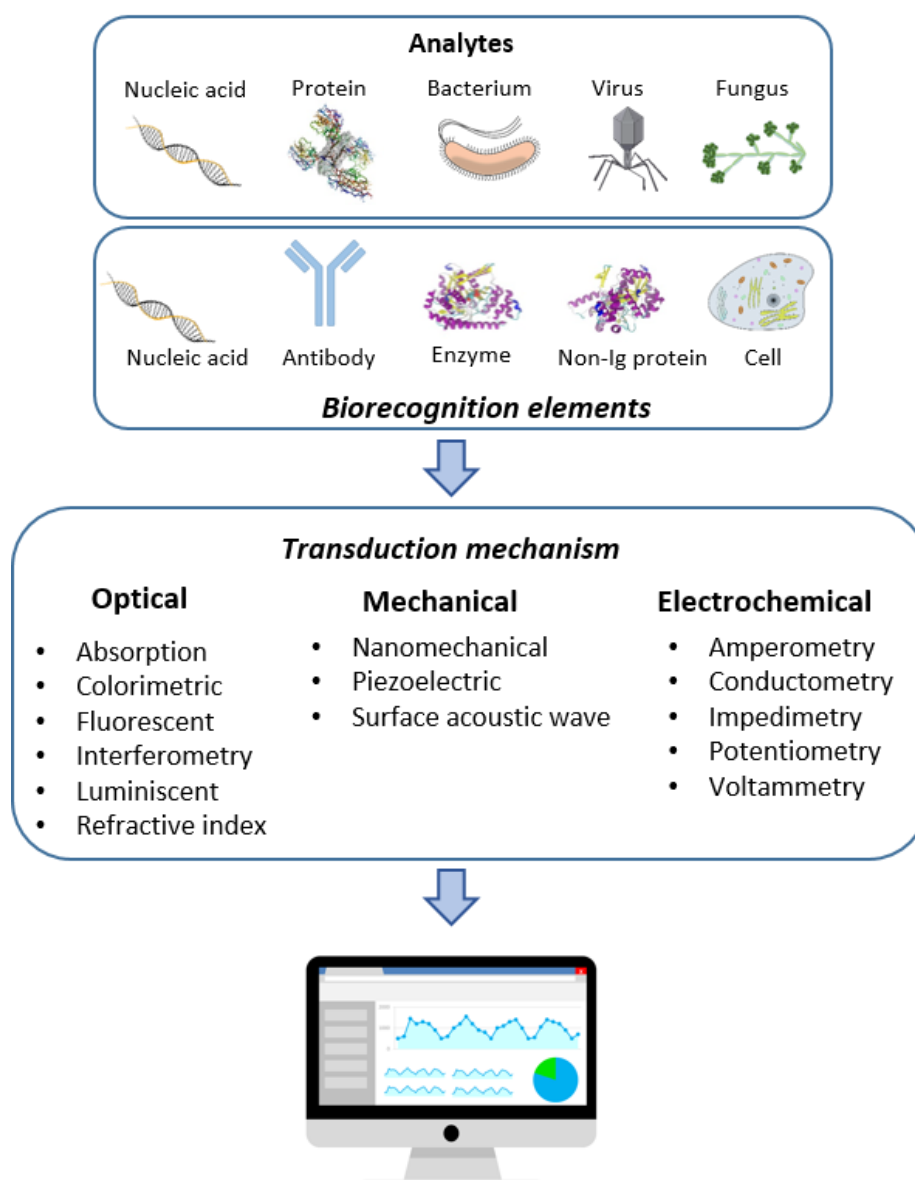 Analytes
Nucleic acid Protein Bacterium Virus Fungus
Nucleic acid Antibody Enzyme Non-Ig protein Cell
Biorecognition elements
Transduction mechanism
Optical
• Absorption
• Colorimetric
• Fluorescent
• Interferometry
• Luminiscent
• Refractive index
Mechanical
• Nanomechanical
• Piezoelectric
• Surface acoustic wave
Electrochemical
• Amperometry
• Conductometry
• Impedimetry
• Potentiometry
• Voltammetry